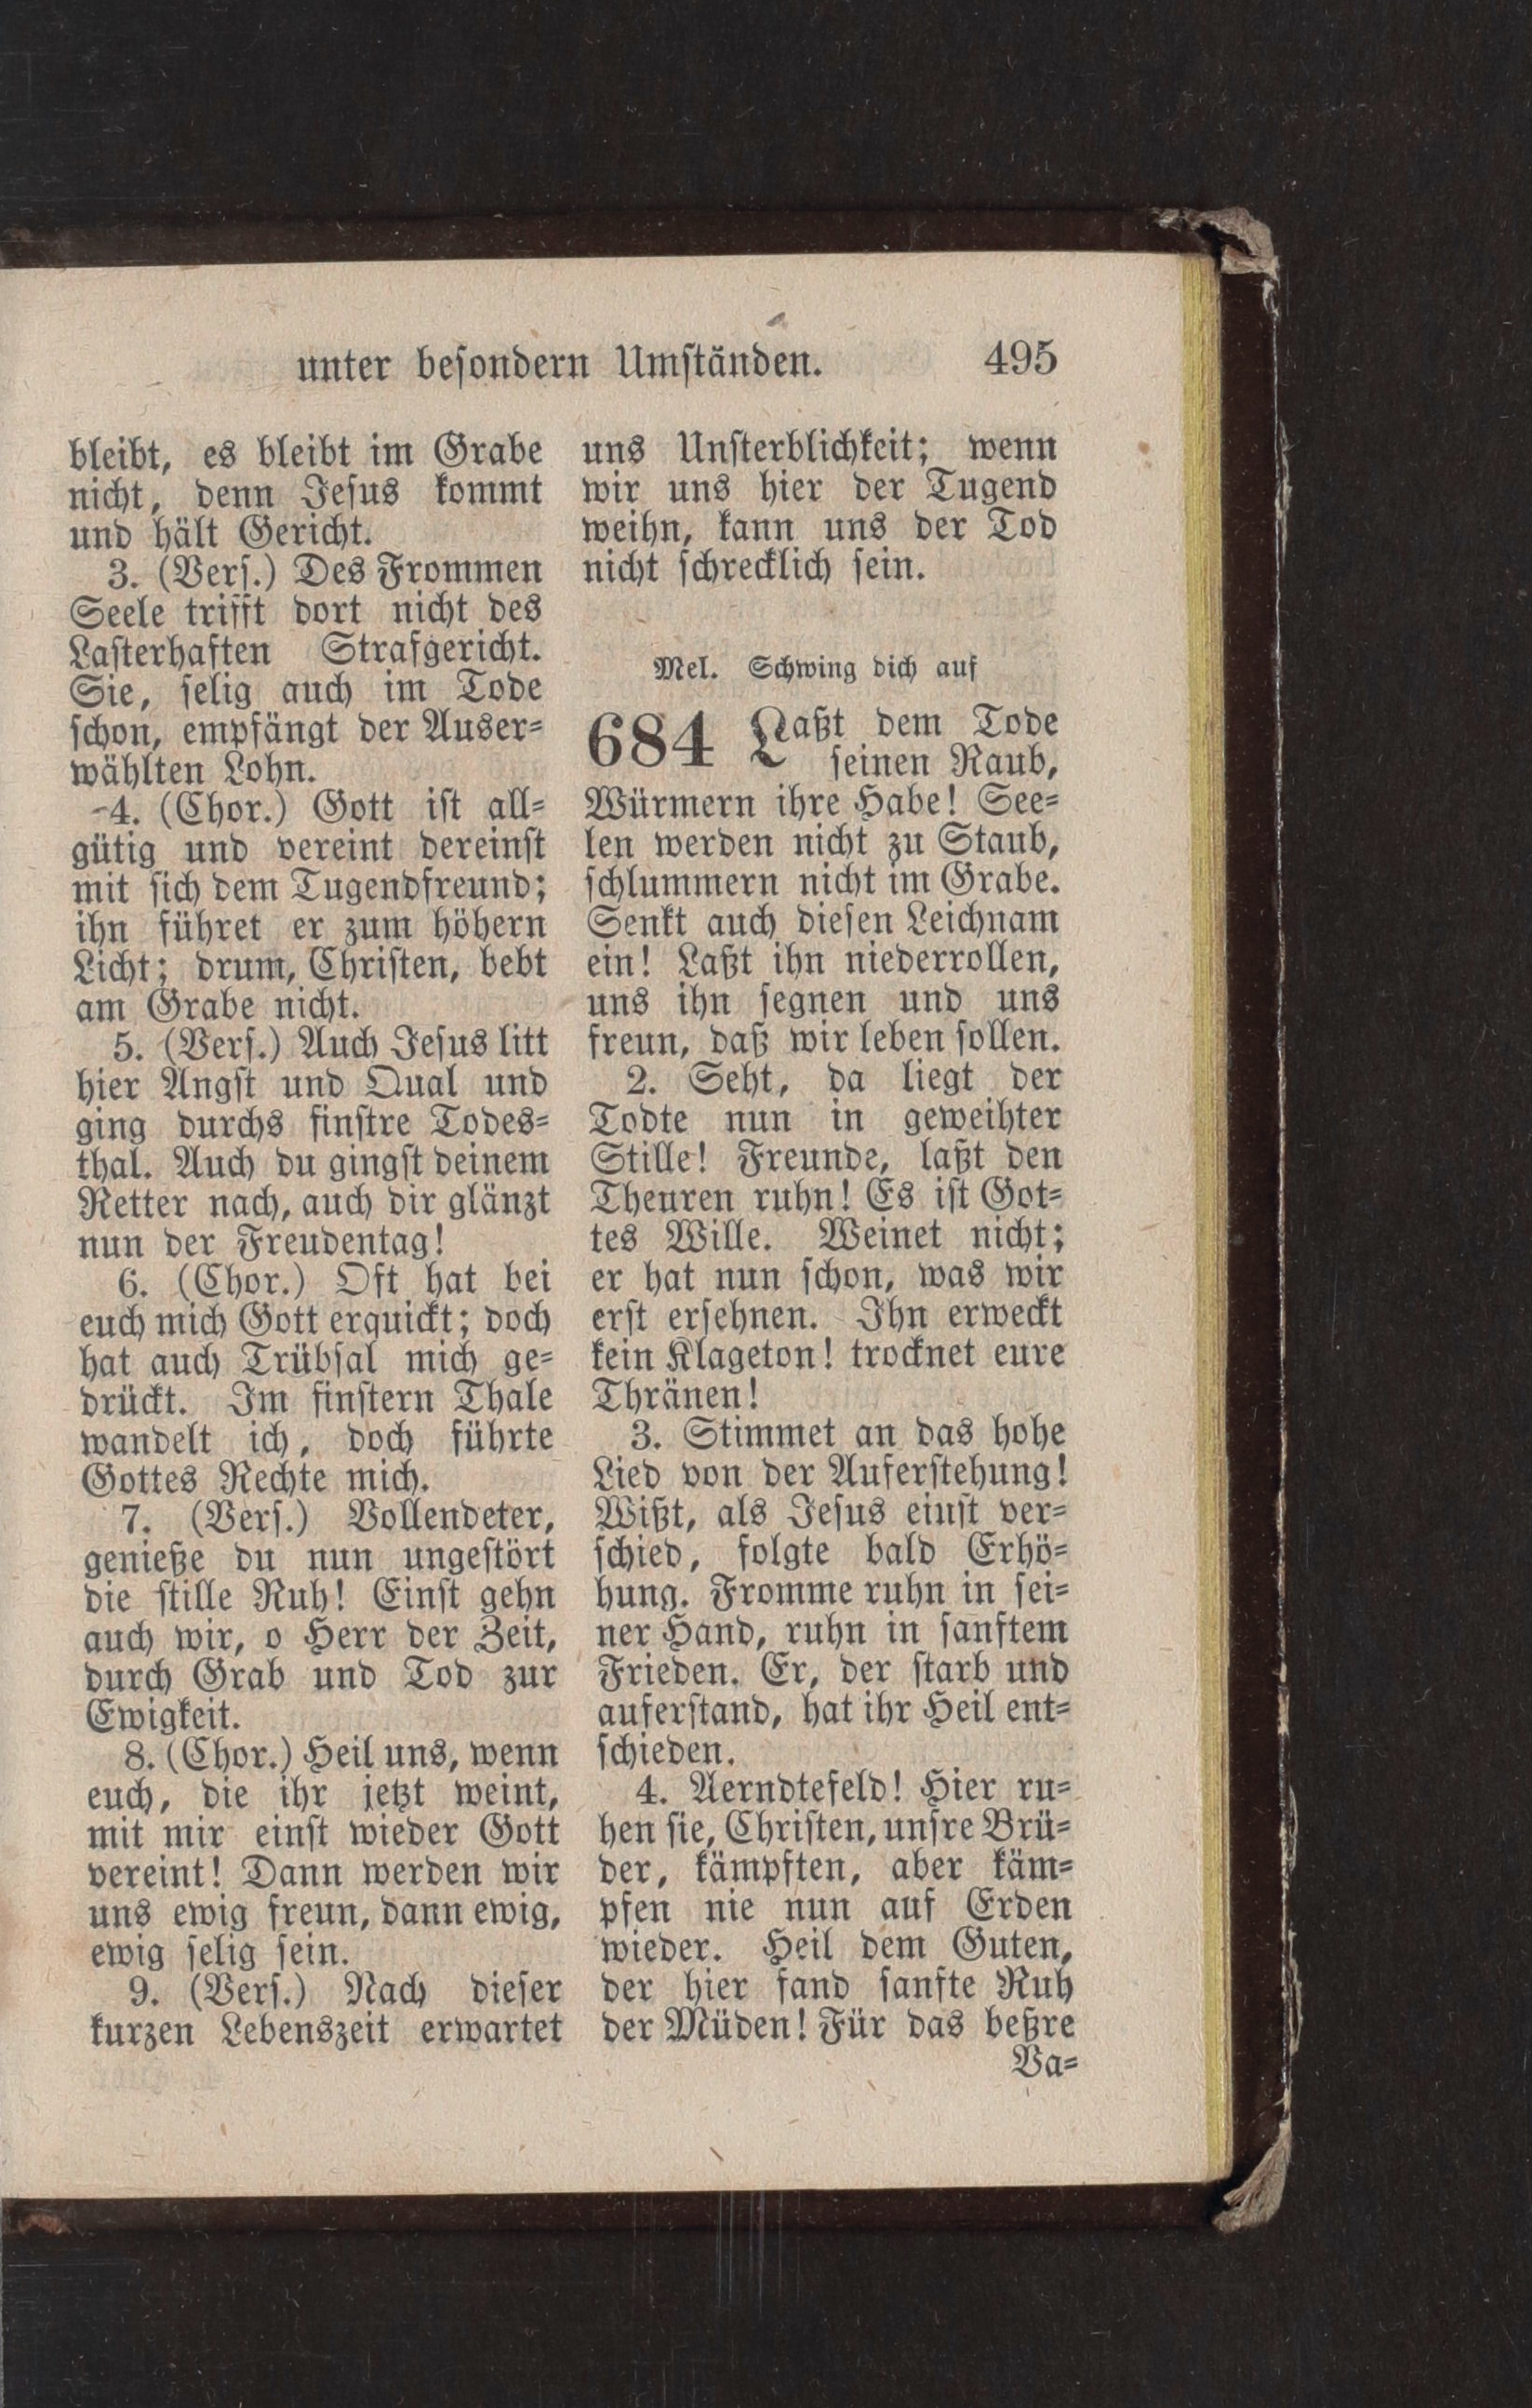 unter besondern Umständen. 495
bleibt, es bleibt im Grabe
nicht, denn Jesus kommt
und hält Gericht.
3. (Vers.) Des Frommen
Seele trifft dort nicht des
Lasterhaften Strafgericht.
Sie, selig auch im Tode
schon, empfängt der Auser=
wählten Lohn.
-4. (Chor.) Gott ist all=
gütig und vereint dereinst
mit sich dem Tugendfreund;
ihn führet er zum höhern
Licht; drum, Christen, bebt
am Grabe nicht.
5. (Vers.) Auch Jesus litt
hier Angst und Qual und
ging durchs finstre Todes=
thal. Auch du gingst deinem
Retter nach, auch dir glänzt
nun der Freudentag!
6. (Chor.) Oft hat bei
euch mich Gott erquickt; doch
hat auch Trübsal mich ge=
drückt. Im finstern Thale
wandelt ich, doch führte
Gottes Rechte mich.
7. (Vers.) Vollendeter,
genieße du nun ungestört
die stille Ruh! Einst gehn
auch wir, o Herr der Zeit,
durch Grab und Tod zur
Ewigkeit.
8. (Chor.) Heil uns, wenn
euch, die ihr jetzt weint,
mit mir einst wieder Gott
vereint! Dann werden wir
uns ewig freun, dann ewig,
ewig selig sein.
9. (Vers.) Nach dieser
kurzen Lebenszeit erwartet
uns Unsterblichkeit; wenn
wir uns hier der Tugend
weihn, kann uns der Tod
nicht schrecklich sein.
Mel. Schwing dich auf
684 Laßt dem Tode
seinen Raub,
Würmern ihre Habe! See=
len werden nicht zu Staub,
schlummern nicht im Grabe.
Senkt auch diesen Leichnam
ein! Laßt ihn niederrollen,
uns ihn segnen und uns
freun, daß wir leben sollen.
2. Seht, da liegt der
Todte nun in geweihter
Stille! Freunde, laßt den
Theuren ruhn! Es ist Got=
tes Wille. Weinet nicht;
er hat nun schon, was wir
erst ersehnen. Ihn erweckt
kein Klageton! trocknet eure
Thränen!
3. Stimmet an das hohe
Lied von der Auferstehung!
Wißt, als Jesus einst ver=
schied, folgte bald Erhö=
hung. Fromme ruhn in sei=
ner Hand, ruhn in sanftem
Frieden. Er, der starb und
auferstand, hat ihr Heil ent=
schieden.
4. Aerndtefeld! Hier ru=
hen sie, Christen, unsre Brü=
der, kämpften, aber käm=
pfen nie nun auf Erden
wieder. Heil dem Guten,
der hier fand sanfte Ruh
der Müden! Für das beßre
Va=